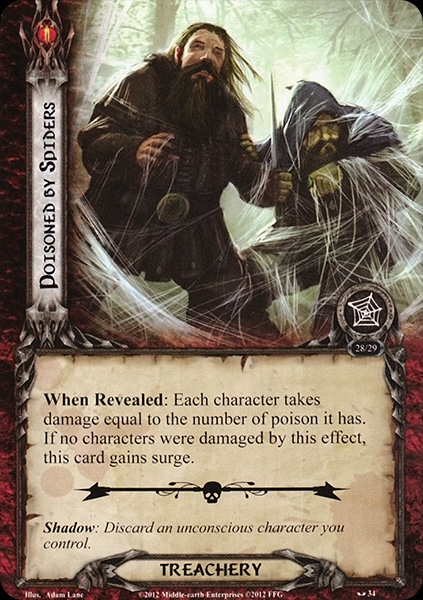 Poisoned by Spiders
28/29
When Revealed: Each character takes
damage equal to the number of poison it has.
If no characters were damaged by this effect,
this card gains surge.
Shadow: Discard an unconscious character you
control.
TREACHERY
Illus. Adam Lane ©2012 Middle-earth Enterprises ©2012 FFG 34